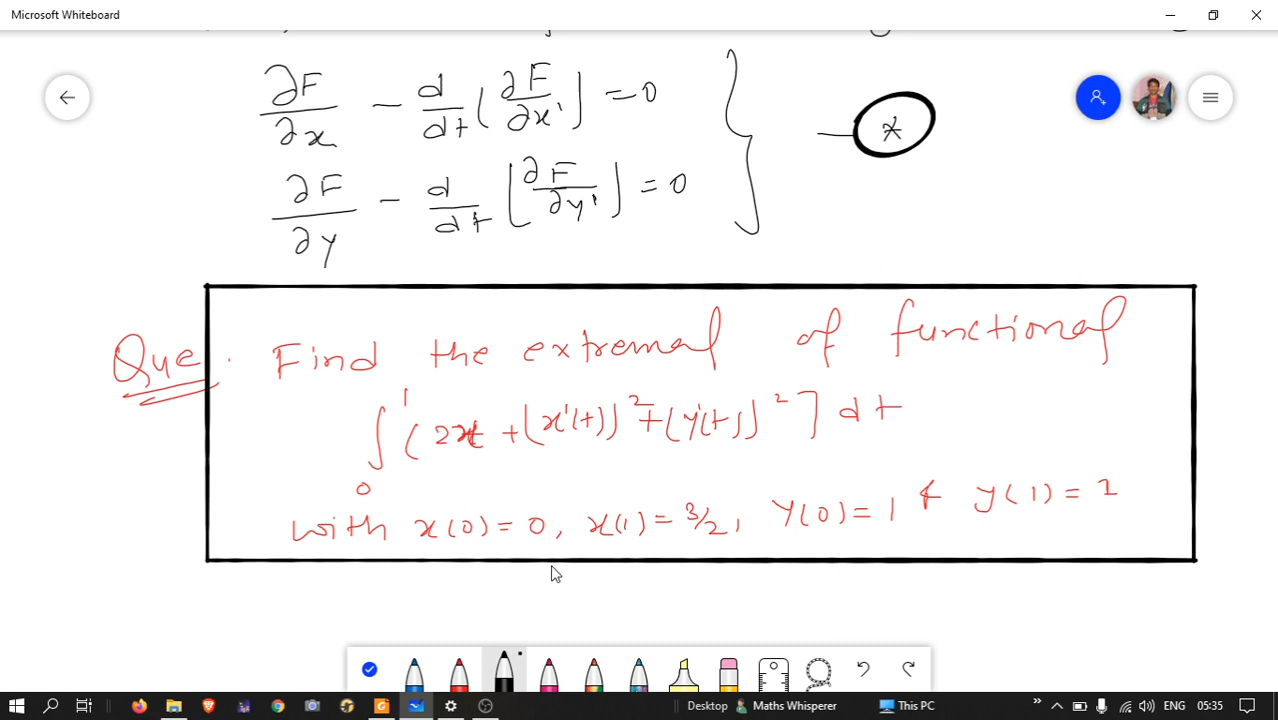 Microsoft Whiteboard
∂F/∂x - d/dt (∂F/∂x') = 0
*
∂F/∂y - d/dt [∂F/∂y'] = 0
Que. Find the extremal of functional
∫₀¹ [2x + (x'(t))² + (y'(t))²] dt
with x(0) = 0, x(1) = 3/2, y(0) = 1 & y(1) = 2
Desktop Maths Whisperer This PC ENG 05:35